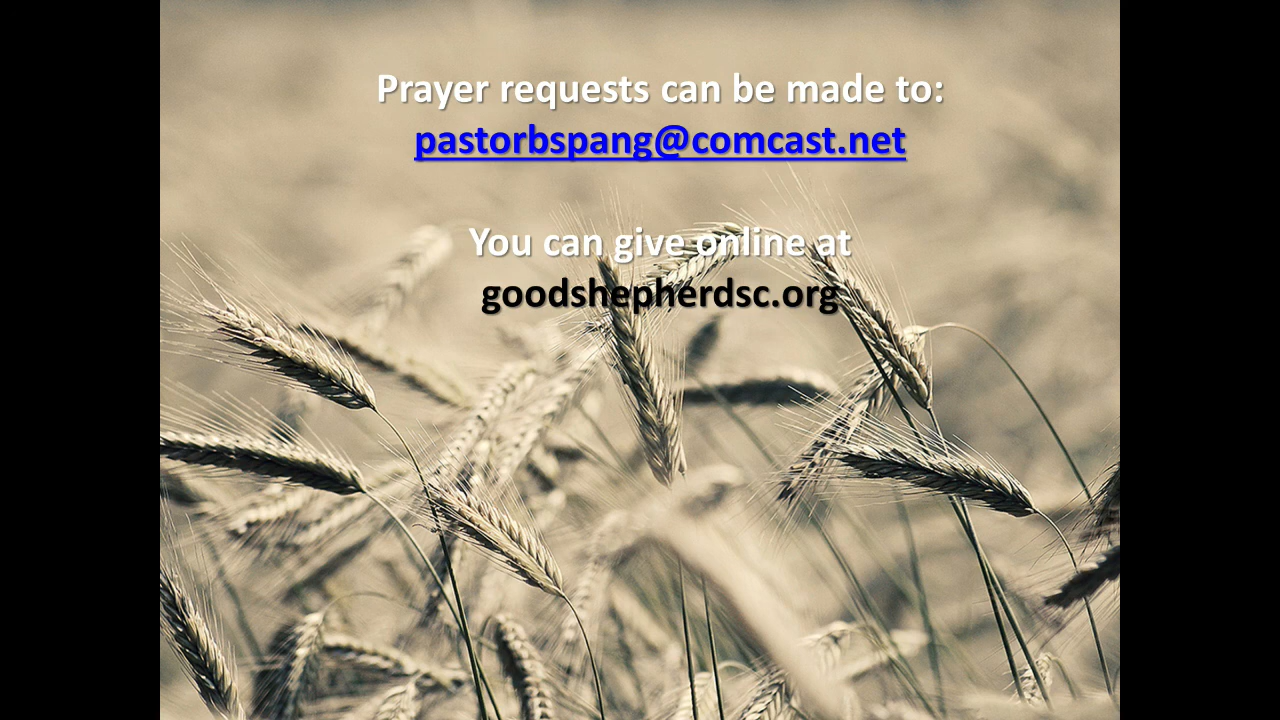 Prayer requests can be made to:
pastorbspang@comcast.net
You can give online at
goodshepherdsc.org